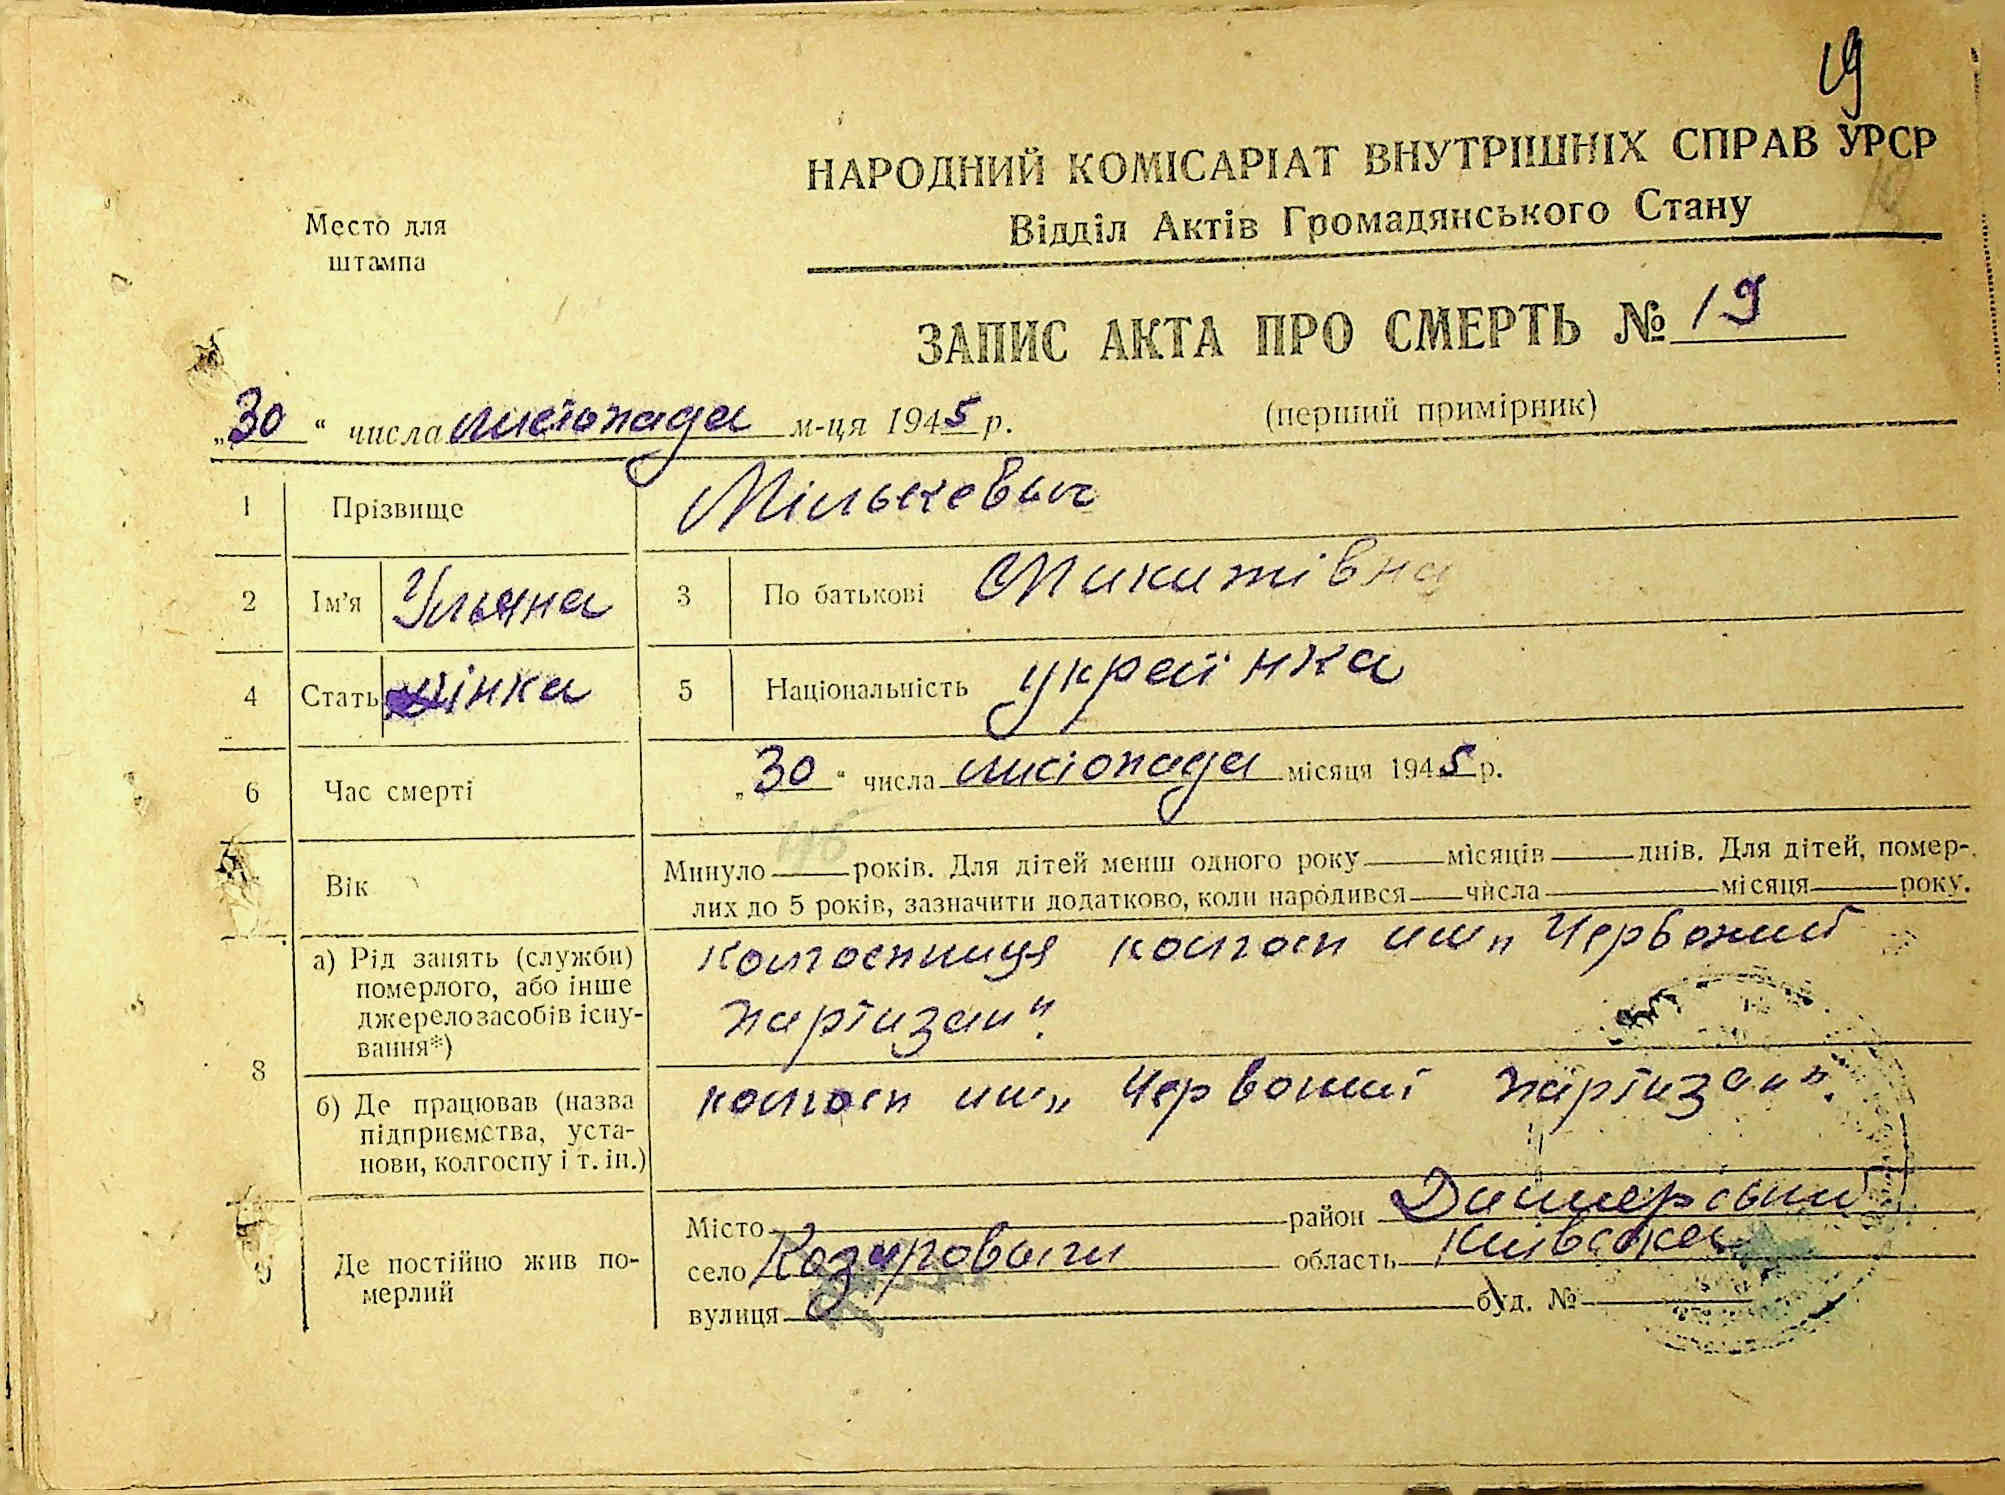 19
НАРОДНИЙ КОМІСАРІАТ ВНУТРІШНІХ СПРАВ УРСР
Відділ Актів Громадянського Стану
Место для
штампа
ЗАПИС АКТА ПРО СМЕРТЬ № 19
„30“ числа листопада м-ця 1945 р.
(перший примірник)
1 Прізвище Мількевич
2 Ім'я Уляна 3 По батькові Микитівна
4 Стать жінка 5 Національність українка
6 Час смерті „30“ числа листопада місяця 1945 р.
Вік Минуло 46 років. Для дітей менш одного року місяців днів. Для дітей, помер-
лих до 5 років, зазначити додатково, коли народився числа місяця року.
8 а) Рід занять (служби)
померлого, або інше
джерело засобів існу-
вання*)
колгоспниця колгосп им „Червоний
партизан".
б) Де працював (назва
підприємства, уста-
нови, колгоспу і т. ін.)
колгосп им „Червоний партизан".
9 Де постійно жив по-
мерлий
Місто район Димерський
село Козаровичи область Київская
вулиця буд. №